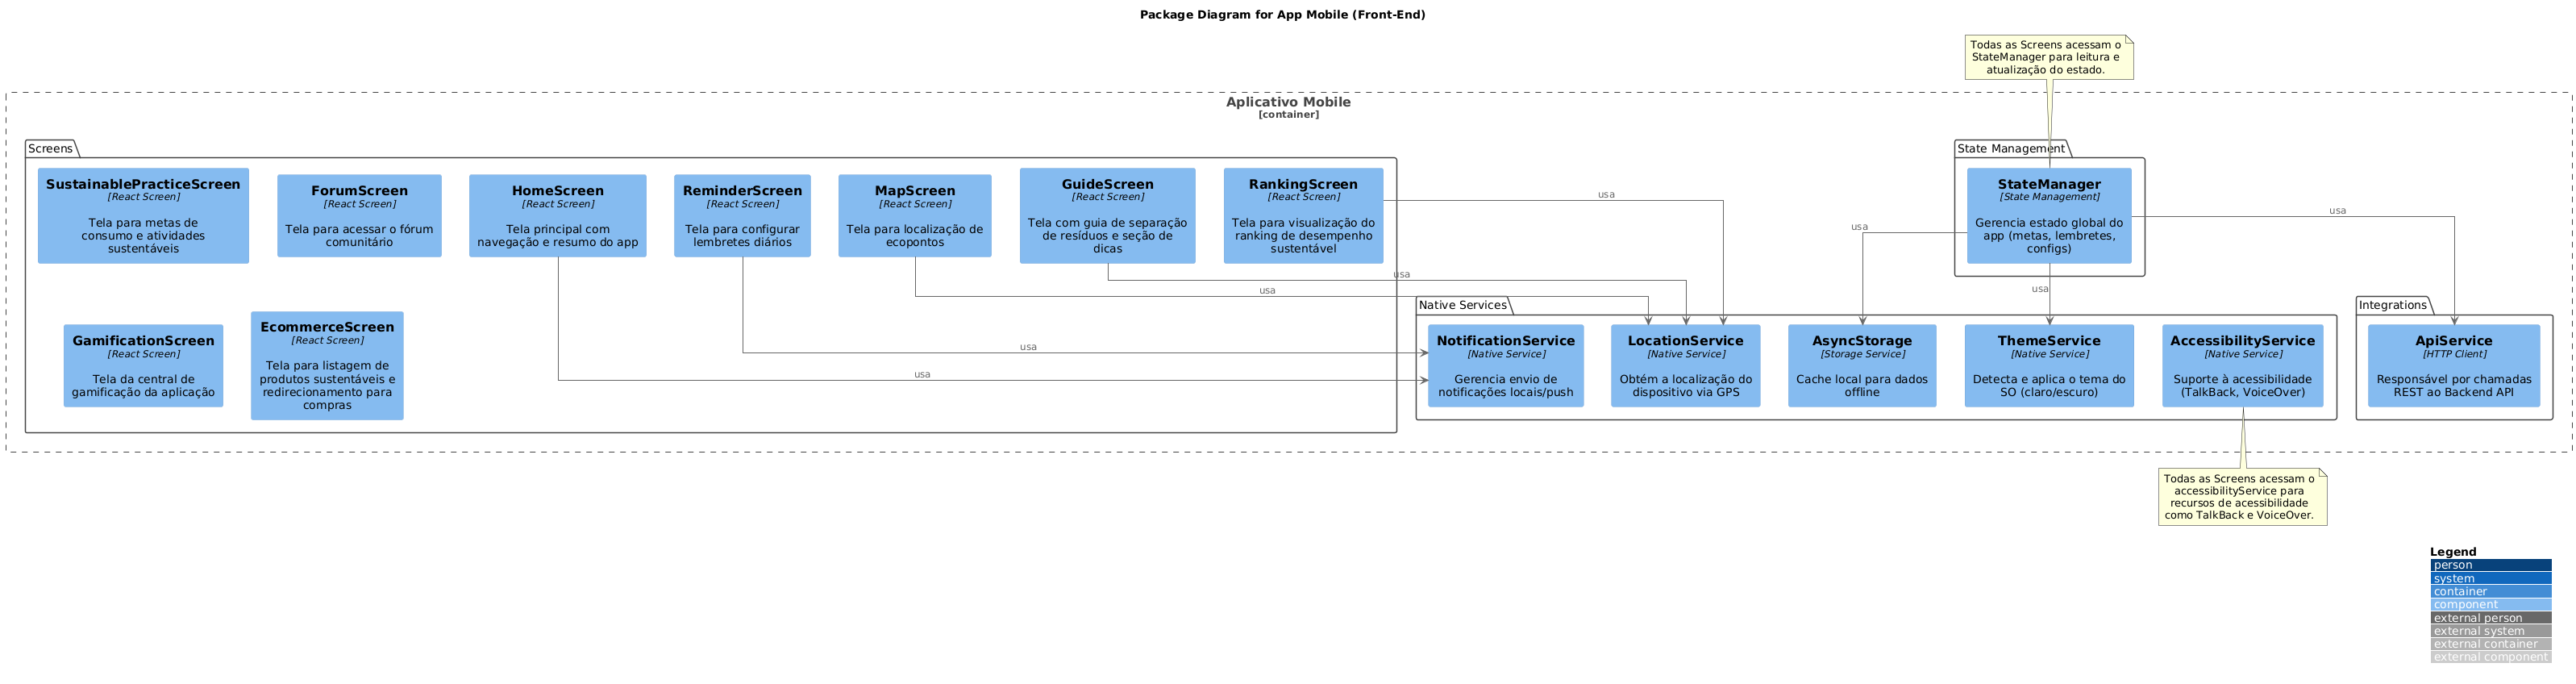 Package Diagram for App Mobile (Front-End)
Todas as Screens acessam o
StateManager para leitura e
atualização do estado.
Aplicativo Mobile
[container]
Screens
SustainablePracticeScreen
[React Screen]
Tela para metas de
consumo e atividades
sustentáveis
ForumScreen
[React Screen]
Tela para acessar o fórum
comunitário
HomeScreen
[React Screen]
Tela principal com
navegação e resumo do app
ReminderScreen
[React Screen]
Tela para configurar
lembretes diários
MapScreen
[React Screen]
Tela para localização de
ecopontos
GuideScreen
[React Screen]
Tela com guia de separação
de resíduos e seção de
dicas
RankingScreen
[React Screen]
Tela para visualização do
ranking de desempenho
sustentável
usa
State Management
StateManager
[State Management]
Gerencia estado global do
app (metas, lembretes,
configs)
usa
usa
usa
usa
usa
GamificationScreen
[React Screen]
Tela da central de
gamificação da aplicação
EcommerceScreen
[React Screen]
Tela para listagem de
produtos sustentáveis e
redirecionamento para
compras
usa
usa
Native Services
NotificationService
[Native Service]
Gerencia envio de
notificações locais/push
LocationService
[Native Service]
Obtém a localização do
dispositivo via GPS
AsyncStorage
[Storage Service]
Cache local para dados
offline
ThemeService
[Native Service]
Detecta e aplica o tema do
SO (claro/escuro)
AccessibilityService
[Native Service]
Suporte à acessibilidade
(TalkBack, VoiceOver)
Integrations
ApiService
[HTTP Client]
Responsável por chamadas
REST ao Backend API
Todas as Screens acessam o
accessibilityService para
recursos de acessibilidade
como TalkBack e VoiceOver.
Legend
person
system
container
component
external person
external system
external container
external component